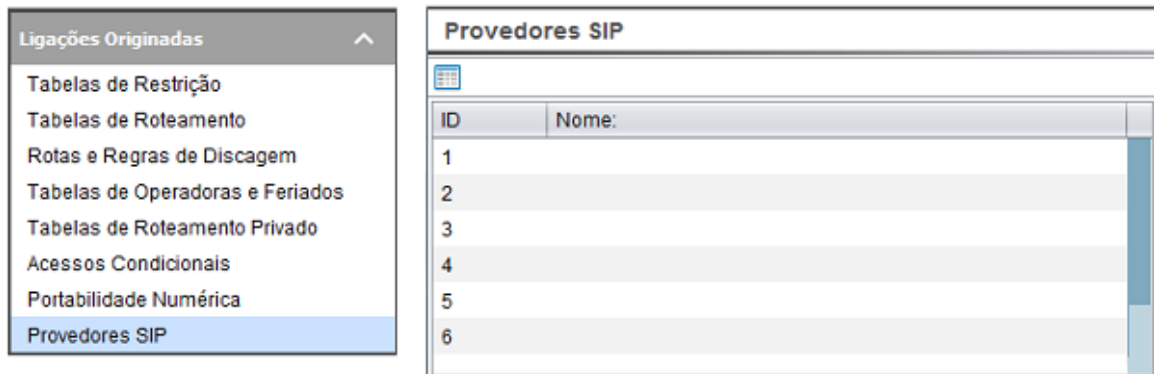 Ligações Originadas
Tabelas de Restrição
Tabelas de Roteamento
Rotas e Regras de Discagem
Tabelas de Operadoras e Feriados
Tabelas de Roteamento Privado
Acessos Condicionais
Portabilidade Numérica
Provedores SIP
Provedores SIP
ID Nome:
1
2
3
4
5
6